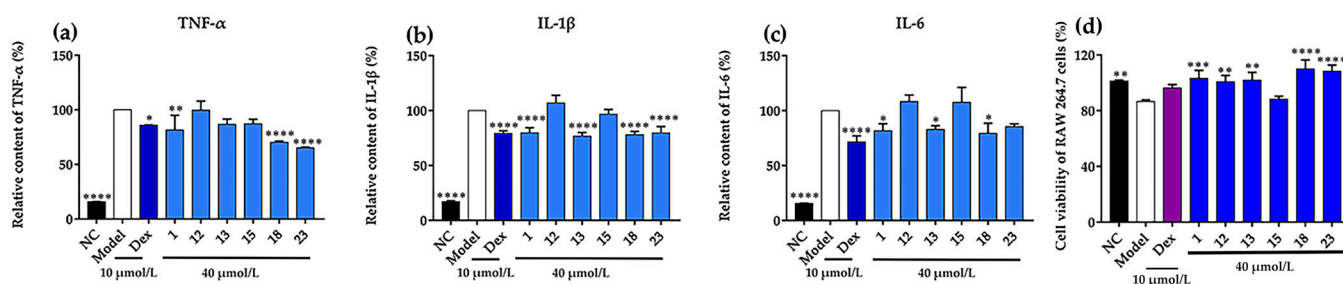 (a)
TNF-α
Relative content of TNF-α (%)
150
100
50
0
****
*
**
****
****
NC
Model
Dex
1
12
13
15
18
23
10 μmol/L
40 μmol/L
(b)
IL-1β
Relative content of IL-1β (%)
150
100
50
0
****
****
****
****
****
****
NC
Model
Dex
1
12
13
15
18
23
10 μmol/L
40 μmol/L
(c)
IL-6
Relative content of IL-6 (%)
150
100
50
0
****
****
*
*
*
NC
Model
Dex
1
12
13
15
18
23
10 μmol/L
40 μmol/L
(d)
Cell viability of RAW 264.7 cells (%)
120
80
40
0
**
***
**
**
****
****
NC
Model
Dex
1
12
13
15
18
23
10 μmol/L
40 μmol/L